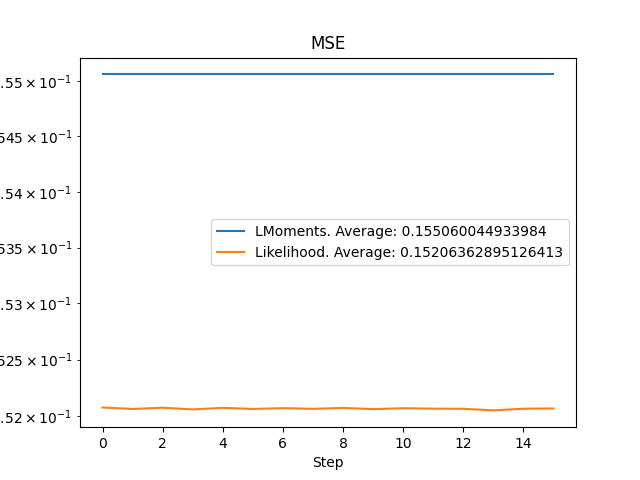 MSE
.55 × 10⁻¹
545 × 10⁻¹
.54 × 10⁻¹
535 × 10⁻¹
.53 × 10⁻¹
525 × 10⁻¹
.52 × 10⁻¹
LMoments. Average: 0.155060044933984
Likelihood. Average: 0.15206362895126413
0 2 4 6 8 10 12 14
Step